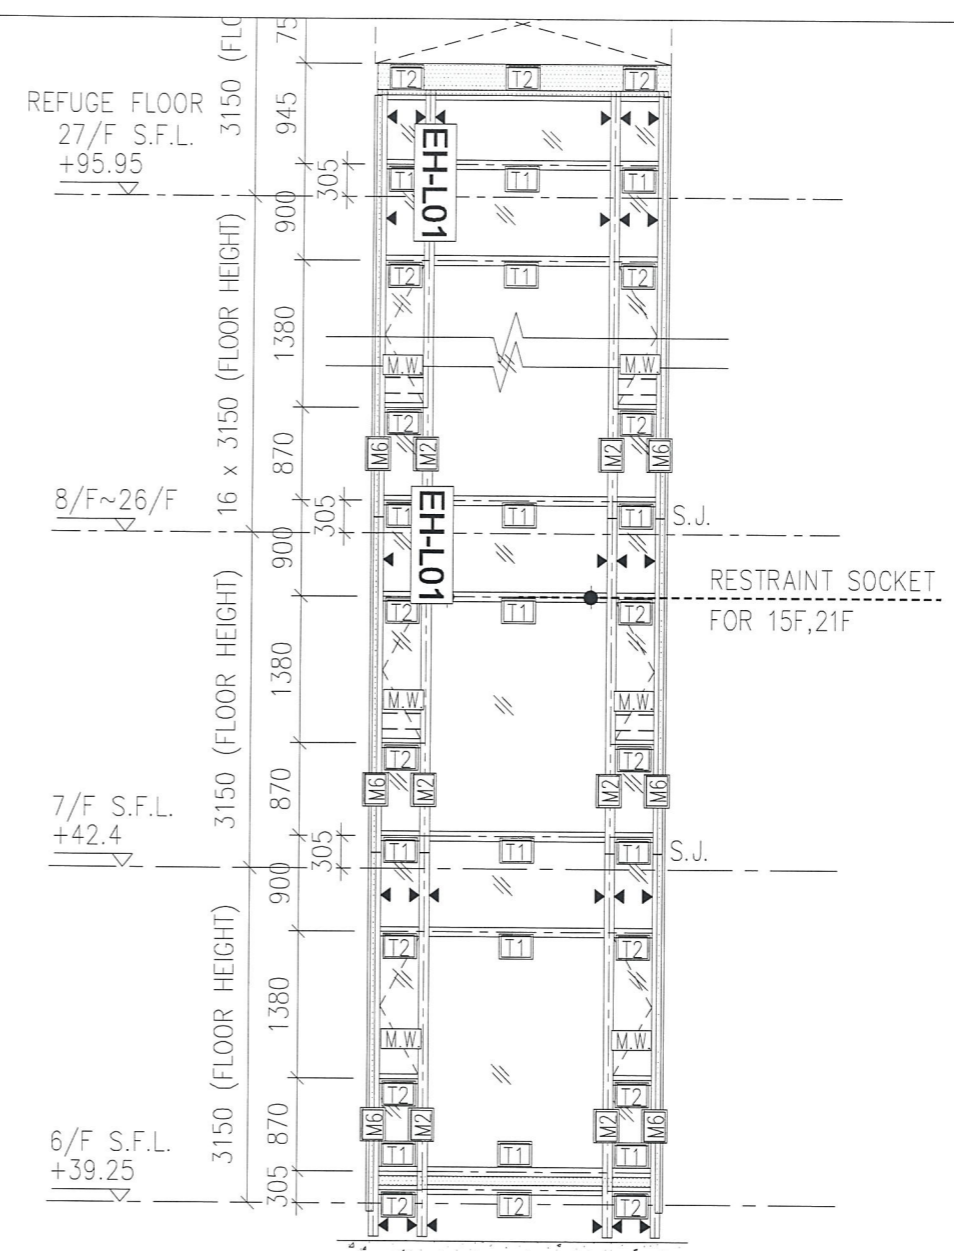 3150 (FLO
75
T2 T2 T2
REFUGE FLOOR
27/F S.F.L.
+95.95
945
EH-L01
305
T1 T1 T1
900
T2 T1 T2
16 x 3150 (FLOOR HEIGHT)
1380
M.W. M.W.
T2 T2
870
M6 M2 M2 M6
8/F~26/F
305
T1 T1 T1 S.J.
EH-L01
900
RESTRAINT SOCKET
FOR 15F,21F
T2 T1 T2
3150 (FLOOR HEIGHT)
1380
M.W. M.W.
T2 T2
870
M6 M2 M2 M6
7/F S.F.L.
+42.4
305
T1 T1 T1 S.J.
900
T2 T1 T2
3150 (FLOOR HEIGHT)
1380
M.W. M.W.
T2 T2
870
M6 M2 M2 M6
6/F S.F.L.
+39.25
T1 T1 T1
305
T2 T2 T2